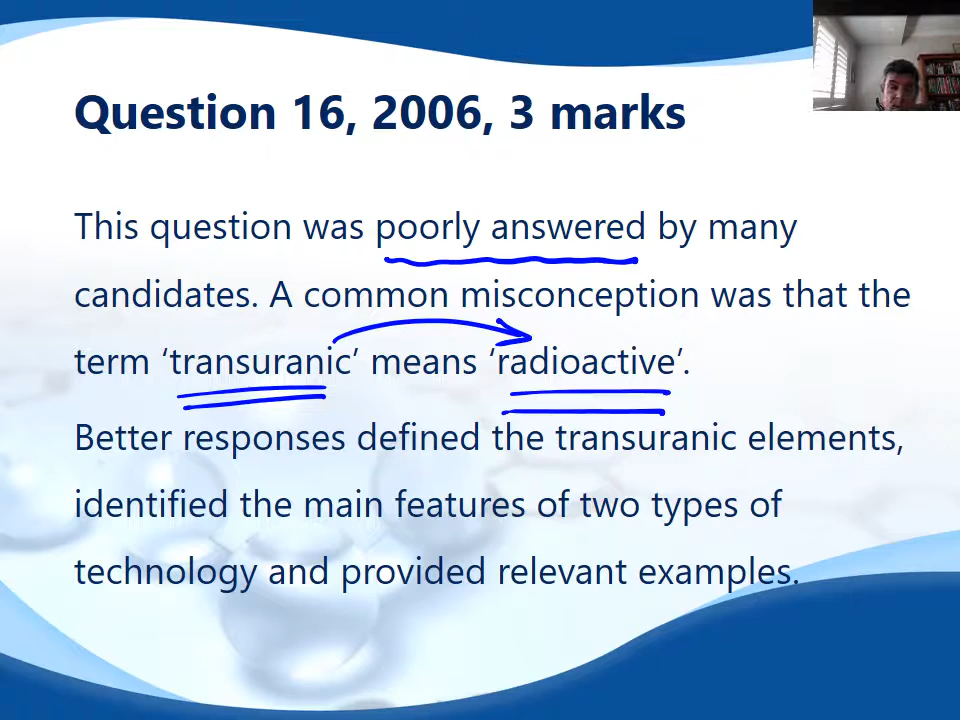 Question 16, 2006, 3 marks
This question was poorly answered by many
candidates. A common misconception was that the
term ‘transuranic’ means ‘radioactive’.
Better responses defined the transuranic elements,
identified the main features of two types of
technology and provided relevant examples.